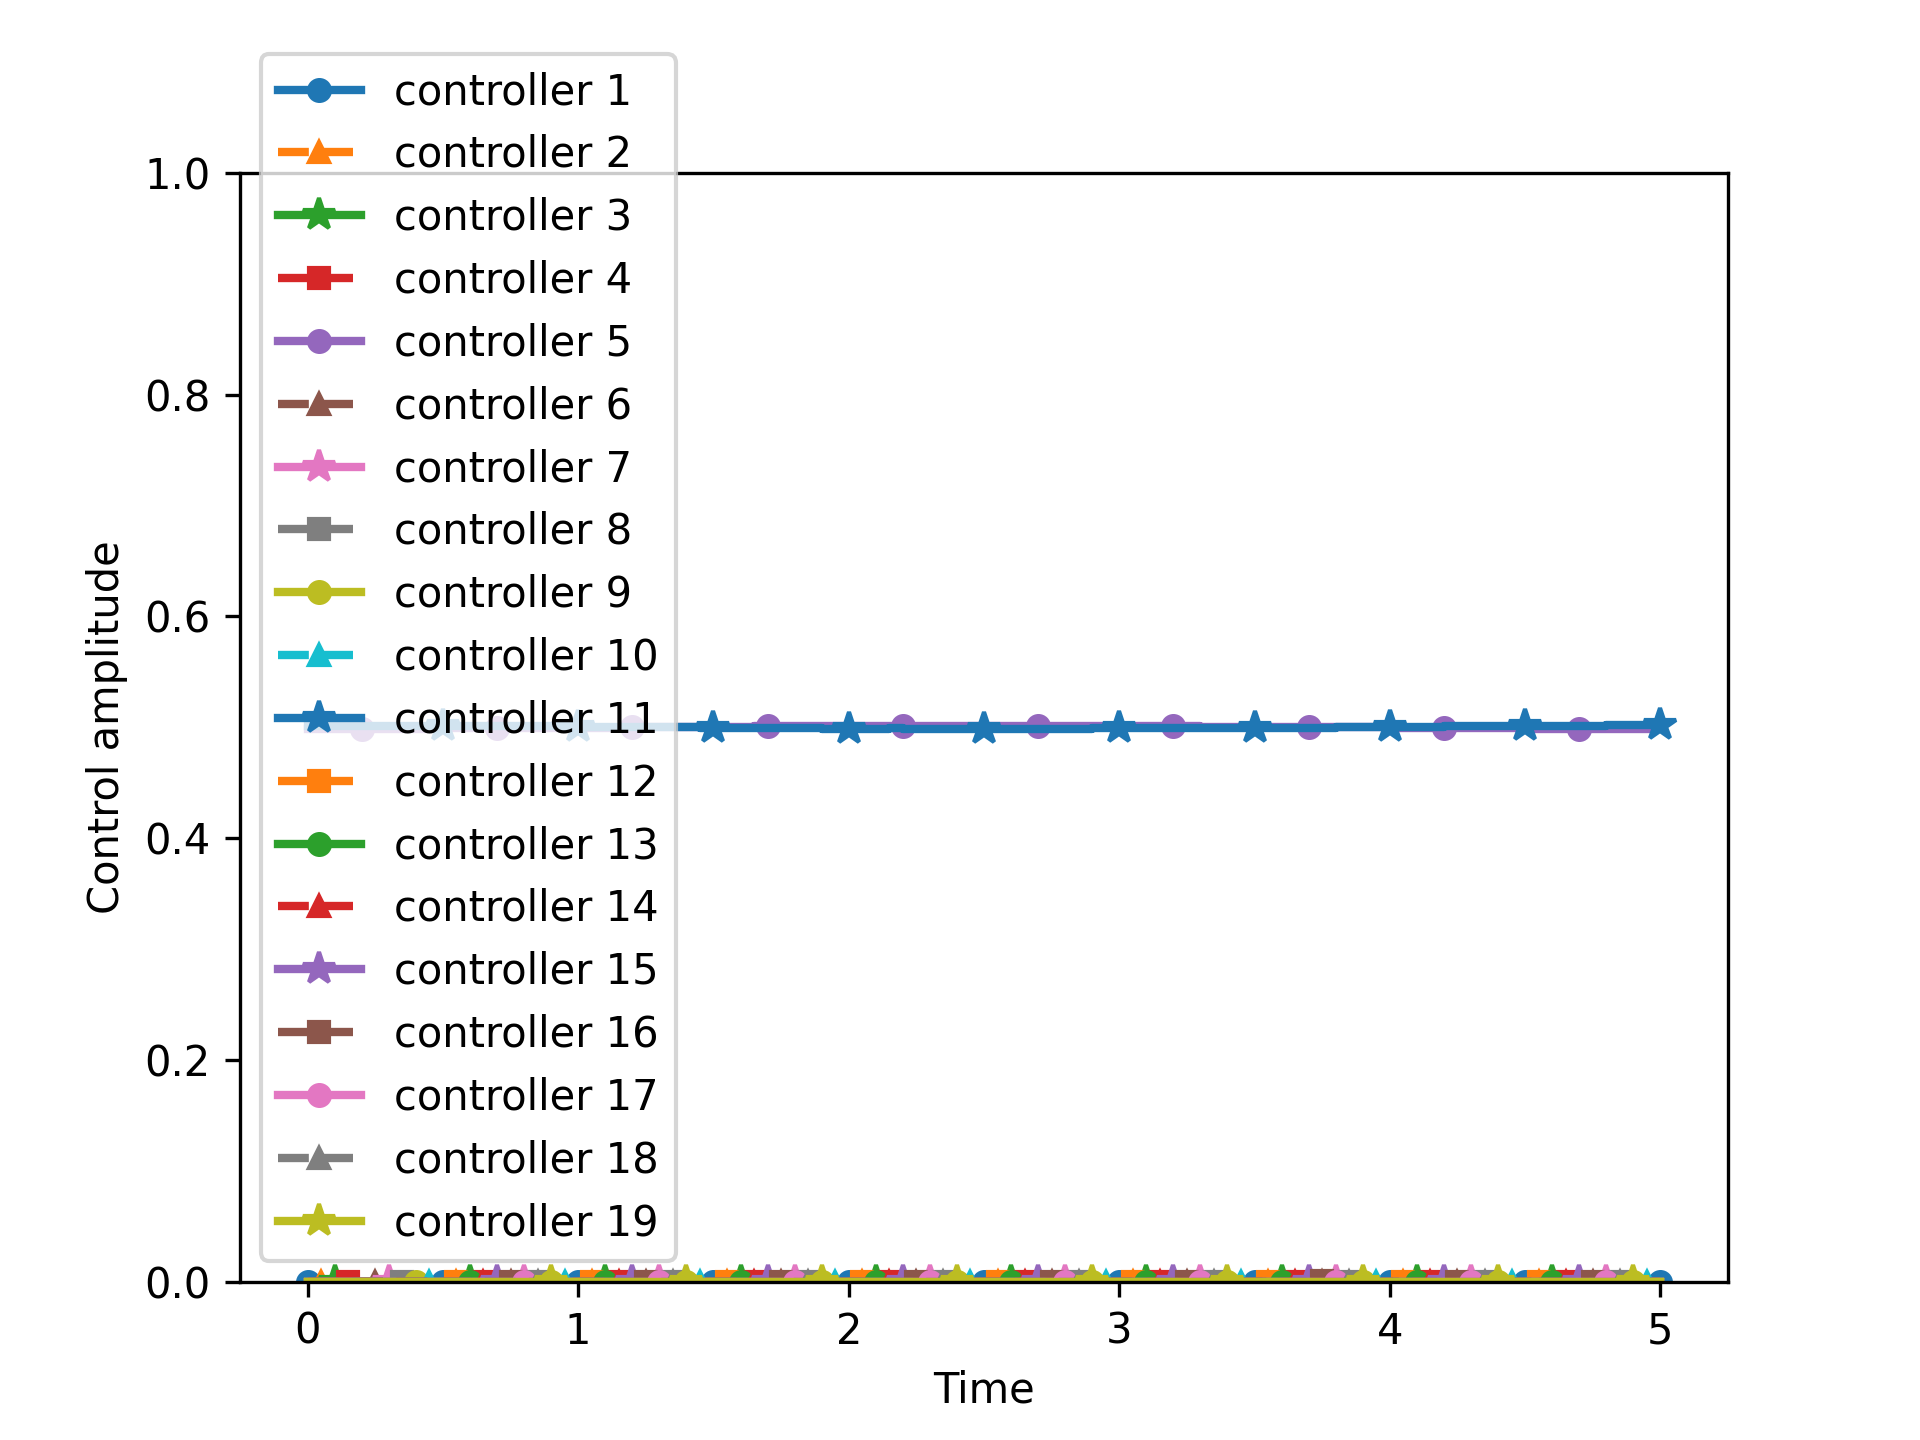 controller 1
controller 2
controller 3
controller 4
controller 5
controller 6
controller 7
controller 8
controller 9
controller 10
controller 11
controller 12
controller 13
controller 14
controller 15
controller 16
controller 17
controller 18
controller 19
1.0
0.8
0.6
0.4
0.2
0.0
Control amplitude
0 1 2 3 4 5
Time